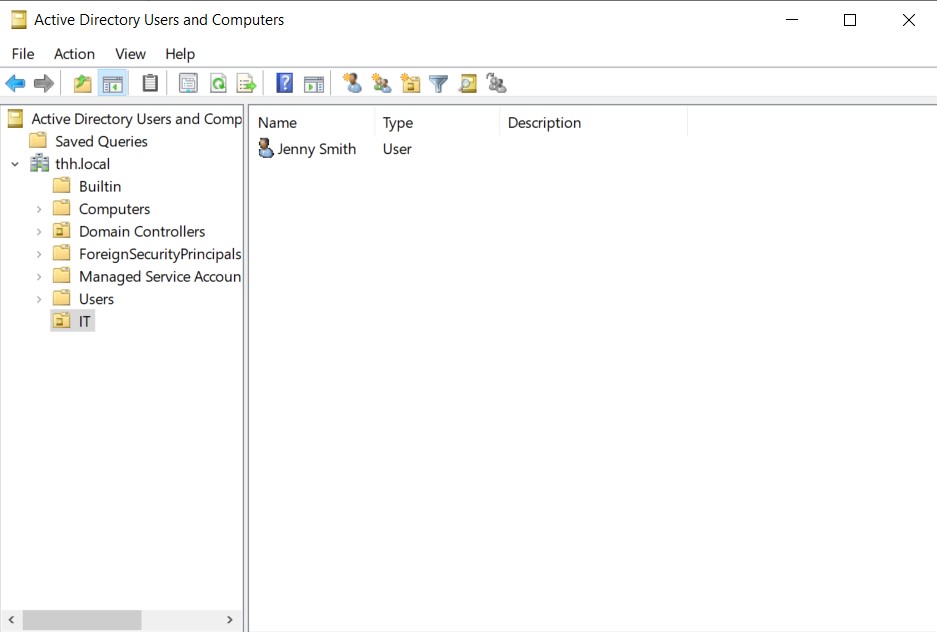 Active Directory Users and Computers
File Action View Help
Active Directory Users and Comp
Saved Queries
thh.local
Builtin
Computers
Domain Controllers
ForeignSecurityPrincipals
Managed Service Accoun
Users
IT
Name Type Description
Jenny Smith User